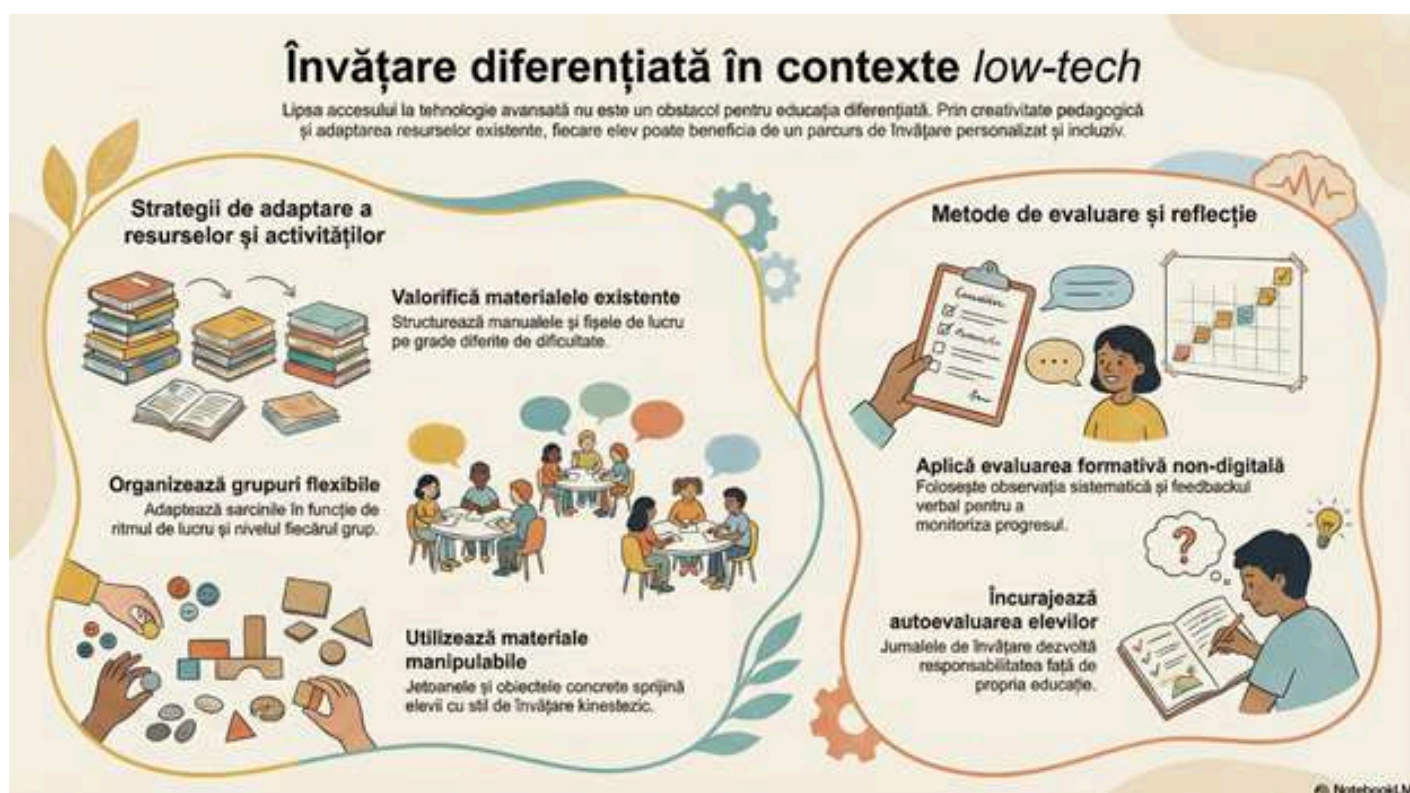 Învățare diferențiată în contexte low-tech
Lipsa accesului la tehnologie avansată nu este un obstacol pentru educația diferențiată. Prin creativitate pedagogică
și adaptarea resurselor existente, fiecare elev poate beneficia de un parcurs de învățare personalizat și incluziv.
Strategii de adaptare a
resurselor și activităților
Valorifică materialele existente
Structurează manualele și fișele de lucru
pe grade diferite de dificultate.
Organizează grupuri flexibile
Adaptează sarcinile în funcție de
ritmul de lucru și nivelul fiecărui grup.
Utilizează materiale
manipulabile
Jetoanele și obiectele concrete sprijină
elevii cu stil de învățare kinestezic.
Metode de evaluare și reflecție
Aplică evaluarea formativă non-digitală
Folosește observația sistematică și feedbackul
verbal pentru a
monitoriza progresul.
?
Încurajează
autoevaluarea elevilor
Jurnalele de învățare dezvoltă
responsabilitatea față de
propria educație.
NotebookLM